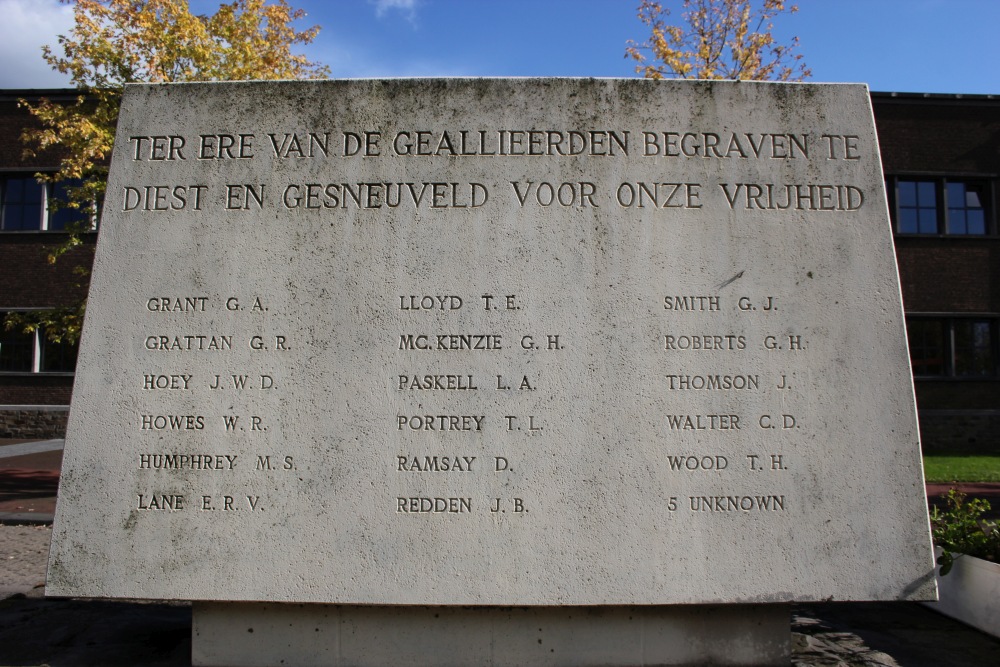 TER ERE VAN DE GEALLIEERDEN BEGRAVEN TE
DIEST EN GESNEUVELD VOOR ONZE VRIJHEID
GRANT G. A.
GRATTAN G. R.
HOEY J. W. D.
HOWES W. R.
HUMPHREY M. S.
LANE E. R. V.
LLOYD T. E.
MC. KENZIE G. H.
PASKELL L. A.
PORTREY T. L.
RAMSAY D.
REDDEN J. B.
SMITH G. J.
ROBERTS G. H.
THOMSON J.
WALTER C. D.
WOOD T. H.
5 UNKNOWN